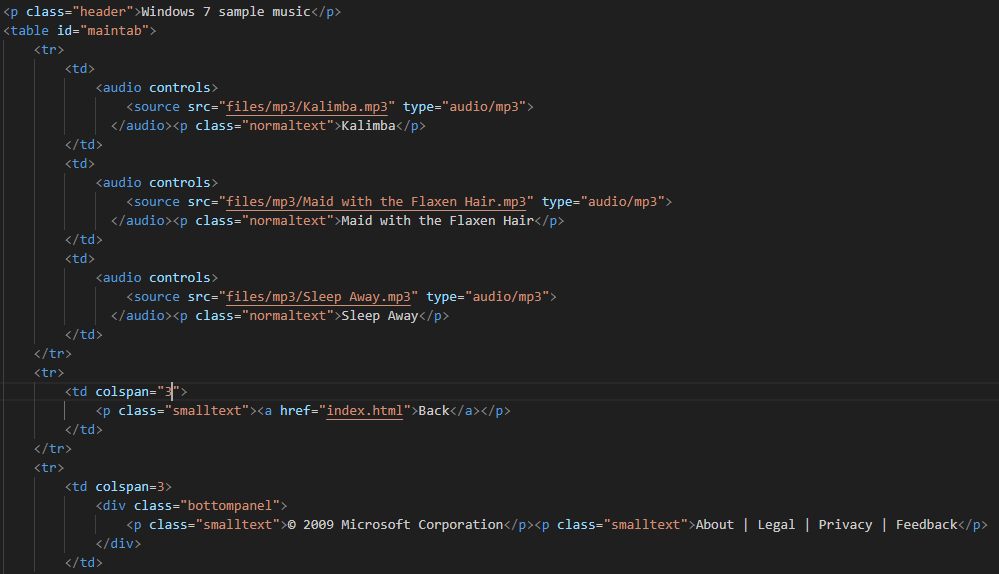 <p class="header">Windows 7 sample music</p>
<table id="maintab">
<tr>
<td>
<audio controls>
<source src="files/mp3/Kalimba.mp3" type="audio/mp3">
</audio><p class="normaltext">Kalimba</p>
</td>
<td>
<audio controls>
<source src="files/mp3/Maid with the Flaxen Hair.mp3" type="audio/mp3">
</audio><p class="normaltext">Maid with the Flaxen Hair</p>
</td>
<td>
<audio controls>
<source src="files/mp3/Sleep Away.mp3" type="audio/mp3">
</audio><p class="normaltext">Sleep Away</p>
</td>
</tr>
<tr>
<td colspan="3">
<p class="smalltext"><a href="index.html">Back</a></p>
</td>
</tr>
<tr>
<td colspan=3>
<div class="bottompanel">
<p class="smalltext">© 2009 Microsoft Corporation</p><p class="smalltext">About | Legal | Privacy | Feedback</p>
</div>
</td>